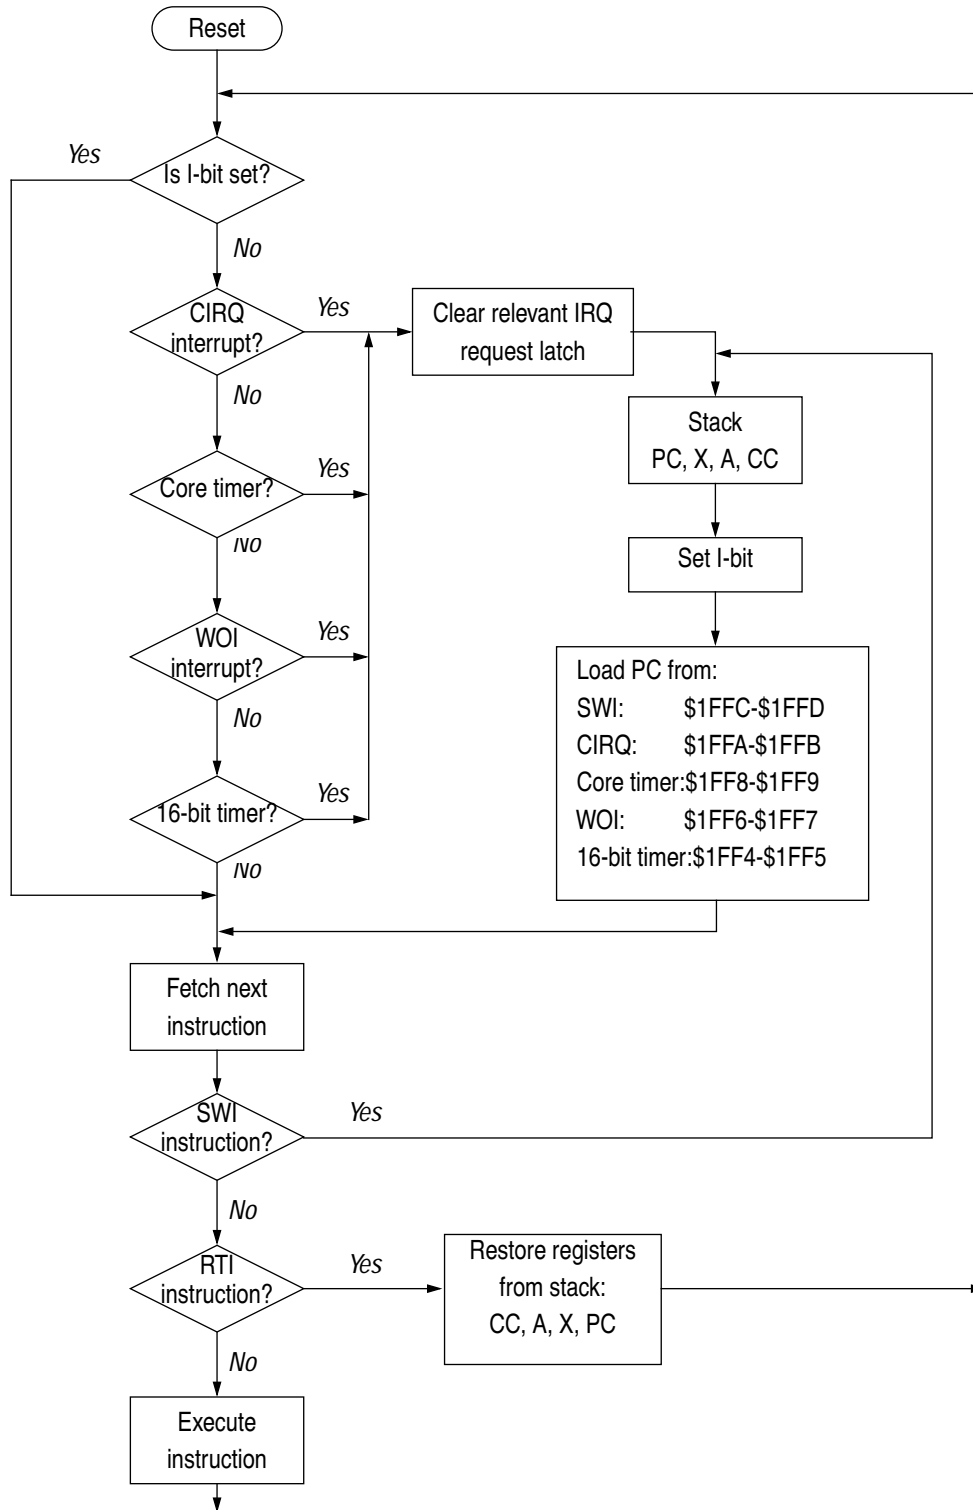 Reset
Yes
Is I-bit set?
No
CIRQ
interrupt?
Yes
Clear relevant IRQ
request latch
No
Stack
PC, X, A, CC
Core timer?
Yes
No
Set I-bit
WOI
interrupt?
Yes
No
Load PC from:
SWI: $1FFC-$1FFD
CIRQ: $1FFA-$1FFB
Core timer:$1FF8-$1FF9
WOI: $1FF6-$1FF7
16-bit timer:$1FF4-$1FF5
16-bit timer?
Yes
No
Fetch next
instruction
SWI
instruction?
Yes
No
RTI
instruction?
Yes
Restore registers
from stack:
CC, A, X, PC
No
Execute
instruction